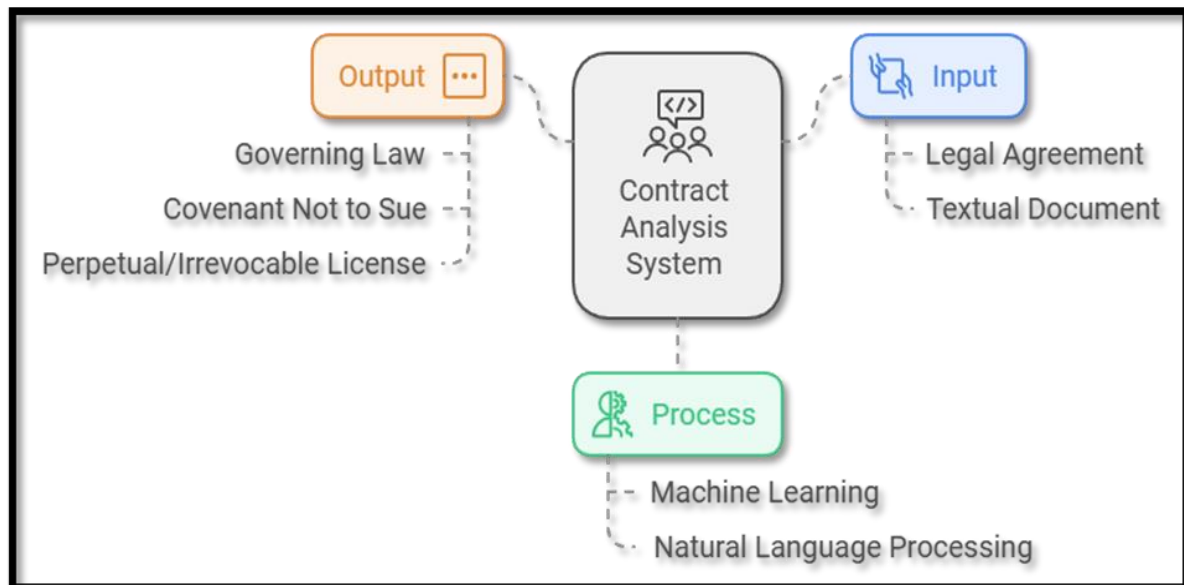 Output
Governing Law
Covenant Not to Sue
Perpetual/Irrevocable License
</>
Contract
Analysis
System
Input
Legal Agreement
Textual Document
Process
Machine Learning
Natural Language Processing